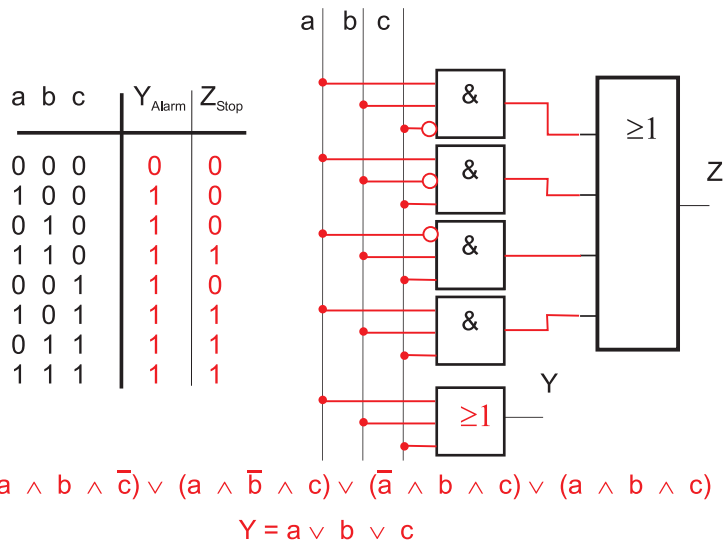 a b c
a b c Y Alarm Z Stop
0 0 0 0 0
1 0 0 1 0
0 1 0 1 0
1 1 0 1 1
0 0 1 1 0
1 0 1 1 1
0 1 1 1 1
1 1 1 1 1
&
≥1
&
Z
&
&
Y
≥1
a ∧ b ∧ c̅) ∨ (a ∧ b̅ ∧ c) ∨ (a̅ ∧ b ∧ c) ∨ (a ∧ b ∧ c)
Y = a ∨ b ∨ c